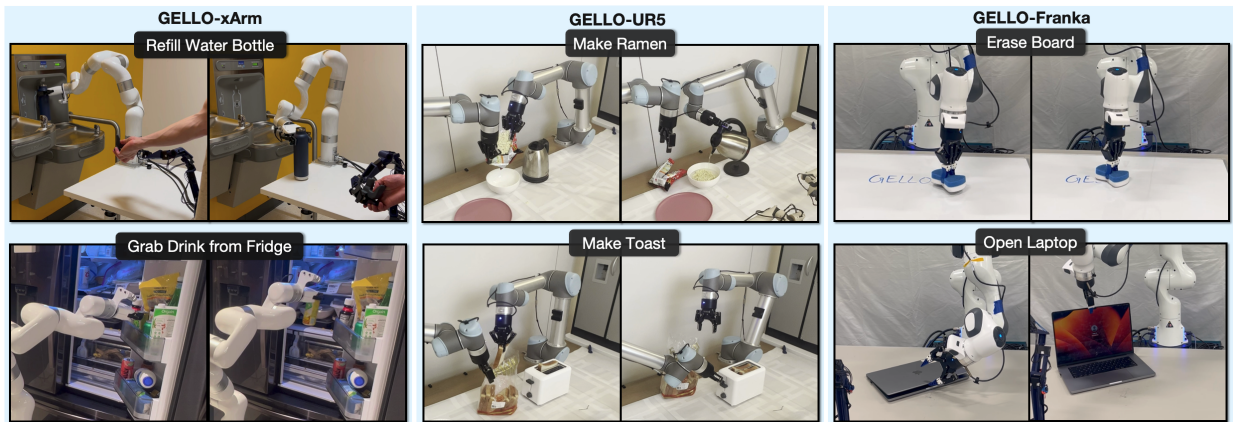 GELLO-xArm
Refill Water Bottle
Grab Drink from Fridge
GELLO-UR5
Make Ramen
Make Toast
GELLO-Franka
Erase Board
GELLO
GE
Open Laptop